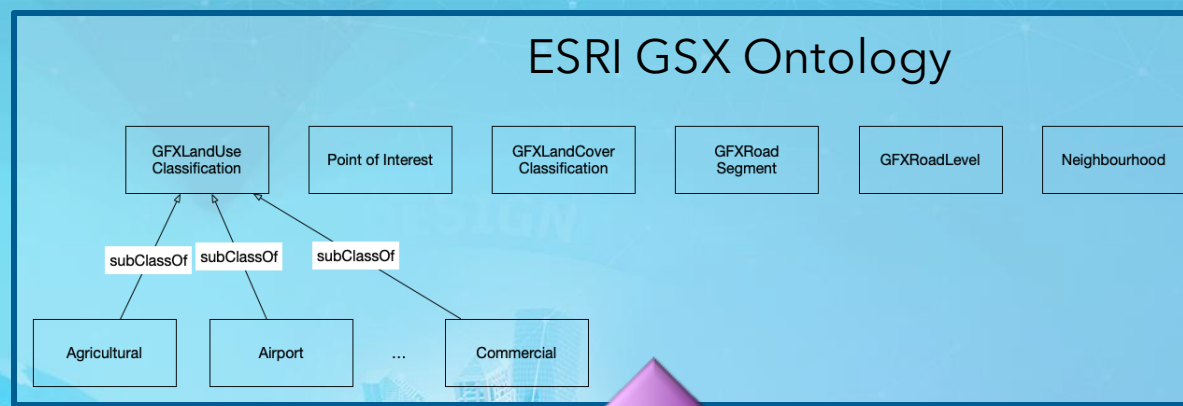 ESRI GSX Ontology
GFXLandUse
Classification
Point of Interest
GFXLandCover
Classification
GFXRoad
Segment
GFXRoadLevel
Neighbourhood
DESIGN
subClassOf
subClassOf
subClassOf
Agricultural
Airport
...
Commercial